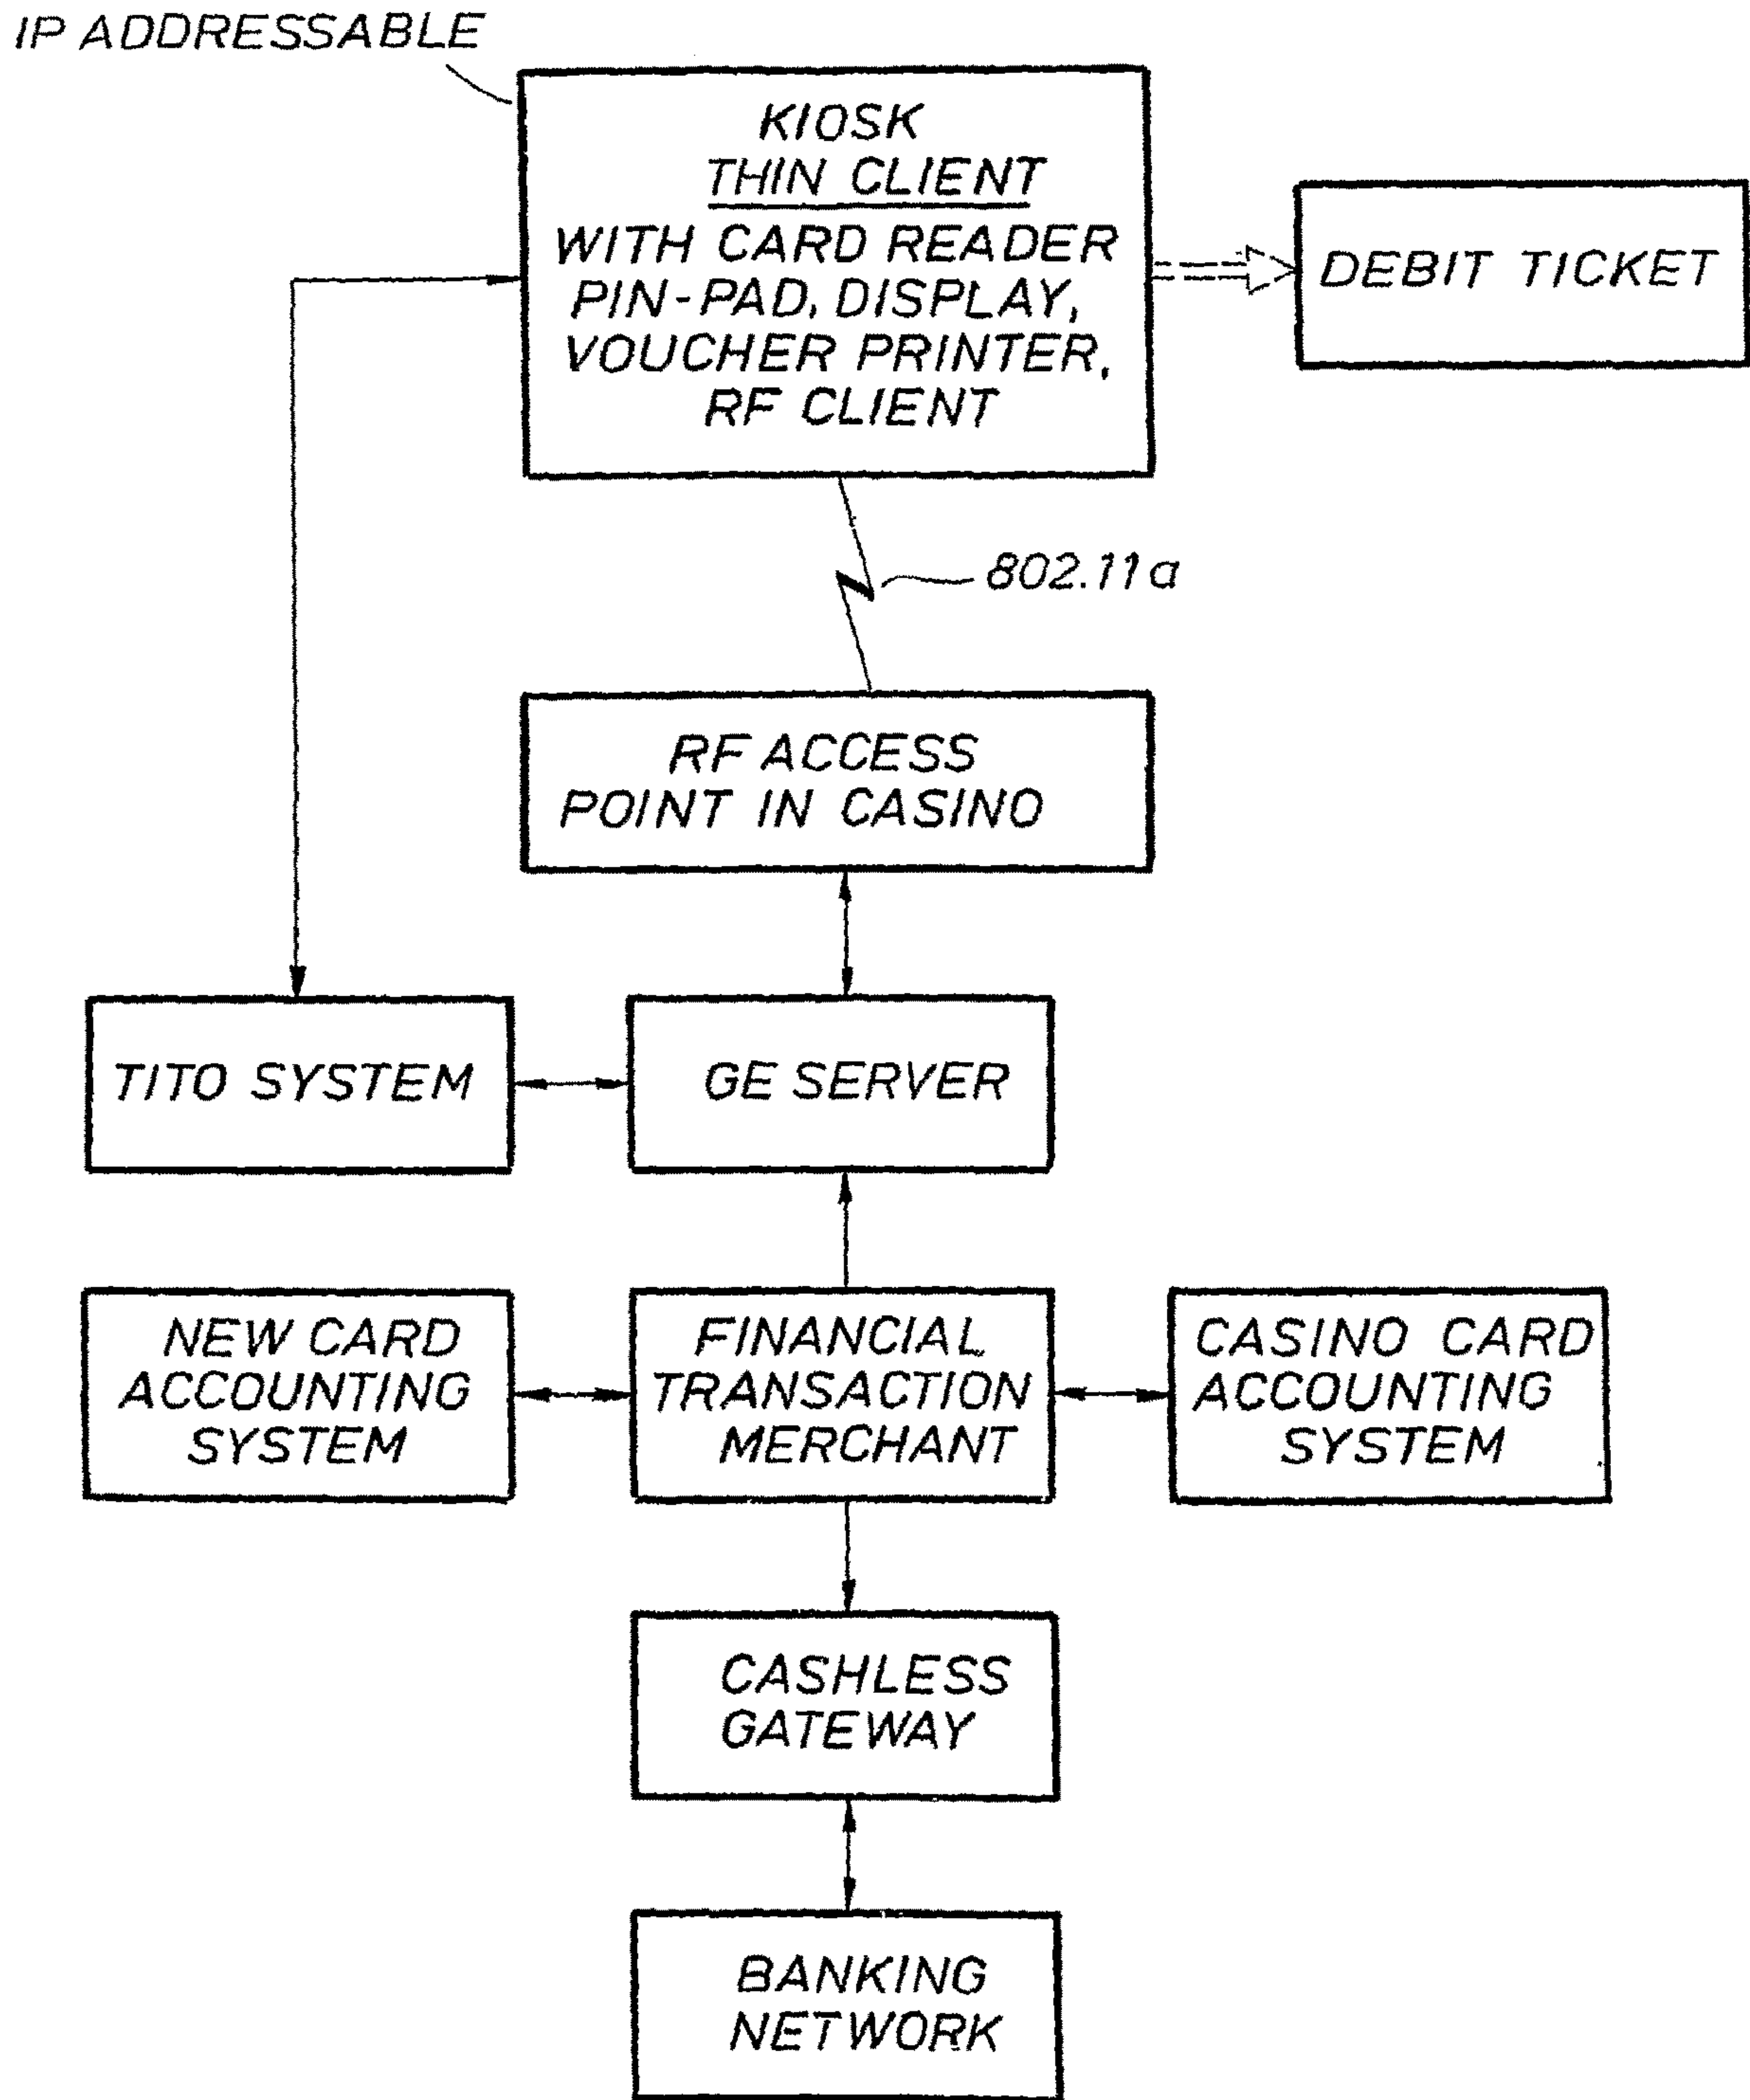 IP ADDRESSABLE
KIOSK
THIN CLIENT
WITH CARD READER
PIN-PAD, DISPLAY,
VOUCHER PRINTER,
RF CLIENT
DEBIT TICKET
802.11a
RF ACCESS
POINT IN CASINO
TITO SYSTEM
GE SERVER
NEW CARD
ACCOUNTING
SYSTEM
FINANCIAL
TRANSACTION
MERCHANT
CASINO CARD
ACCOUNTING
SYSTEM
CASHLESS
GATEWAY
BANKING
NETWORK